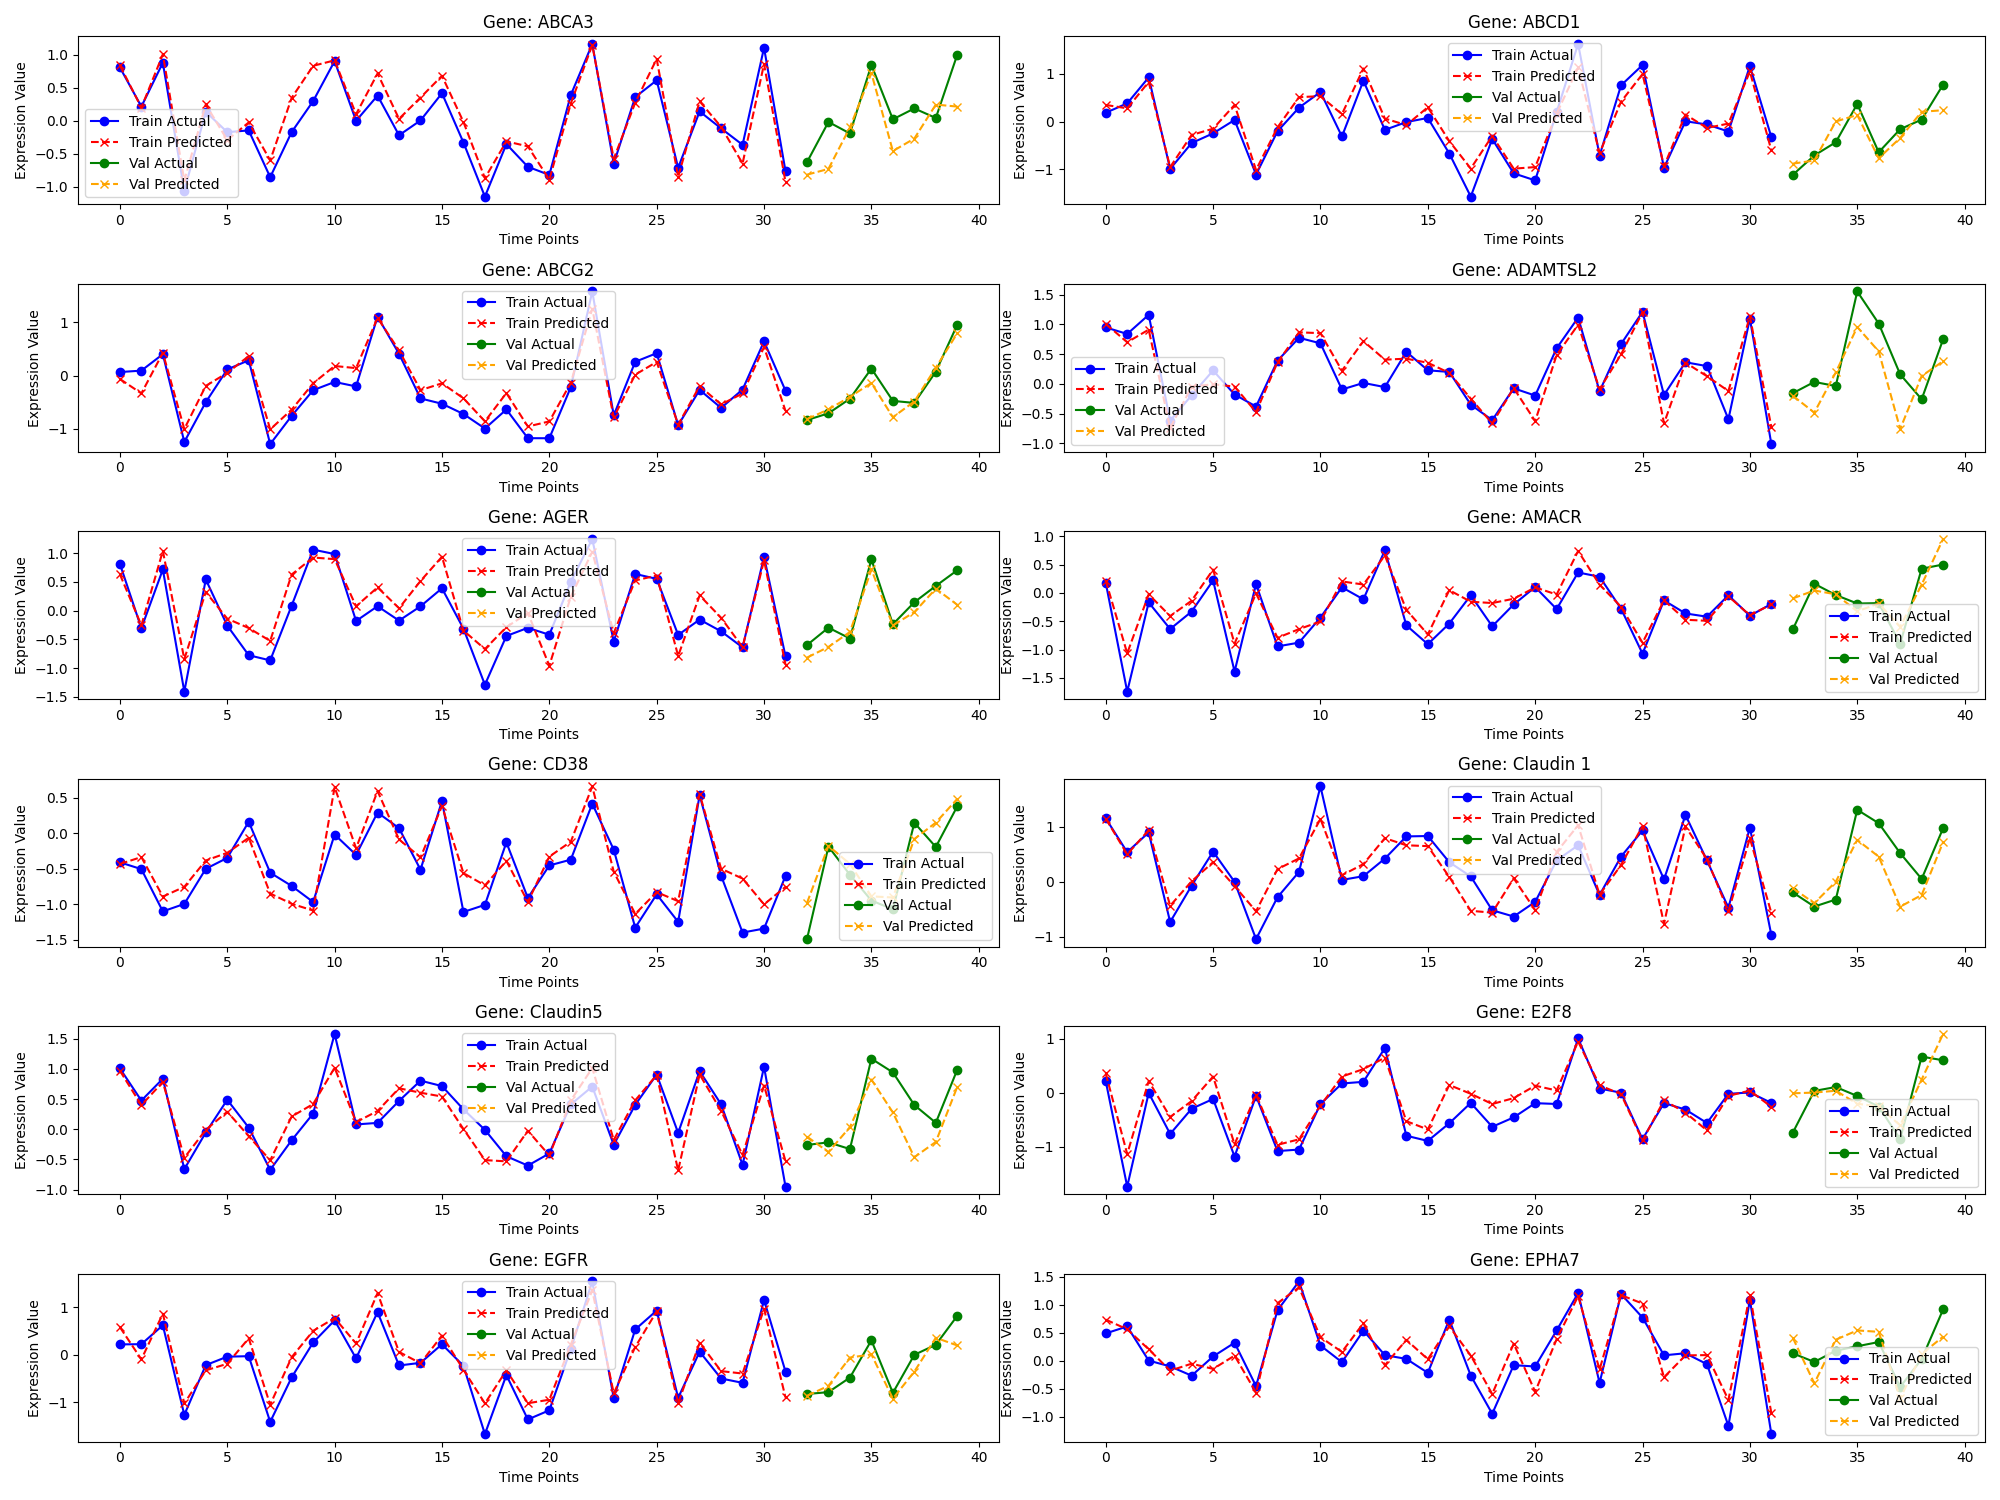 Gene: ABCA3
Expression Value
1.0
0.5
0.0
−0.5
−1.0
Train Actual
Train Predicted
Val Actual
Val Predicted
0 5 10 15 20 25 30 35 40
Time Points
Gene: ABCD1
Expression Value
1
0
−1
Train Actual
Train Predicted
Val Actual
Val Predicted
0 5 10 15 20 25 30 35 40
Time Points
Gene: ABCG2
Expression Value
1
0
−1
Train Actual
Train Predicted
Val Actual
Val Predicted
0 5 10 15 20 25 30 35 40
Time Points
Gene: ADAMTSL2
Expression Value
1.5
1.0
0.5
0.0
−0.5
−1.0
Train Actual
Train Predicted
Val Actual
Val Predicted
0 5 10 15 20 25 30 35 40
Time Points
Gene: AGER
Expression Value
1.0
0.5
0.0
−0.5
−1.0
−1.5
Train Actual
Train Predicted
Val Actual
Val Predicted
0 5 10 15 20 25 30 35 40
Time Points
Gene: AMACR
Expression Value
1.0
0.5
0.0
−0.5
−1.0
−1.5
Train Actual
Train Predicted
Val Actual
Val Predicted
0 5 10 15 20 25 30 35 40
Time Points
Gene: CD38
Expression Value
0.5
0.0
−0.5
−1.0
−1.5
Train Actual
Train Predicted
Val Actual
Val Predicted
0 5 10 15 20 25 30 35 40
Time Points
Gene: Claudin 1
Expression Value
1
0
−1
Train Actual
Train Predicted
Val Actual
Val Predicted
0 5 10 15 20 25 30 35 40
Time Points
Gene: Claudin5
Expression Value
1.5
1.0
0.5
0.0
−0.5
−1.0
Train Actual
Train Predicted
Val Actual
Val Predicted
0 5 10 15 20 25 30 35 40
Time Points
Gene: E2F8
Expression Value
1
0
−1
Train Actual
Train Predicted
Val Actual
Val Predicted
0 5 10 15 20 25 30 35 40
Time Points
Gene: EGFR
Expression Value
1
0
−1
Train Actual
Train Predicted
Val Actual
Val Predicted
0 5 10 15 20 25 30 35 40
Time Points
Gene: EPHA7
Expression Value
1.5
1.0
0.5
0.0
−0.5
−1.0
Train Actual
Train Predicted
Val Actual
Val Predicted
0 5 10 15 20 25 30 35 40
Time Points